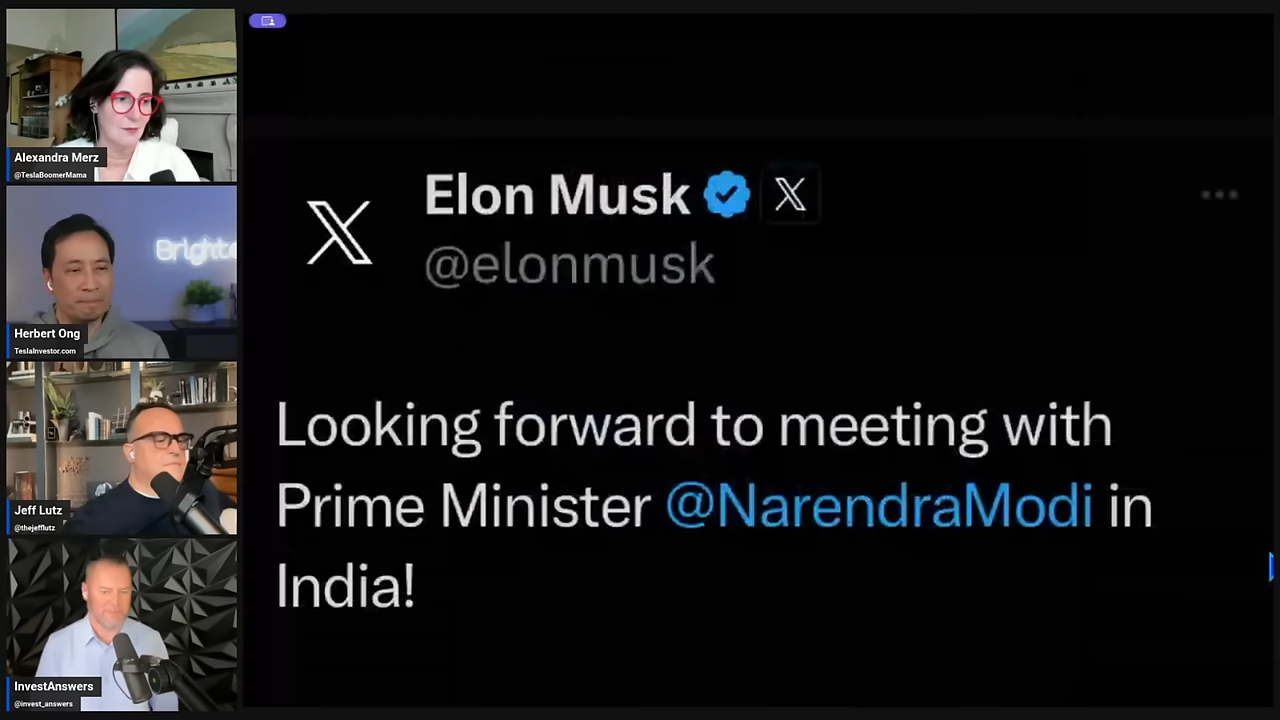 Alexandra Merz
@TeslaBoomerMama
Brighte
Herbert Ong
TeslaInvestor.com
Jeff Lutz
@thejefflutz
InvestAnswers
@invest_answers
Elon Musk
@elonmusk
Looking forward to meeting with
Prime Minister @NarendraModi in
India!